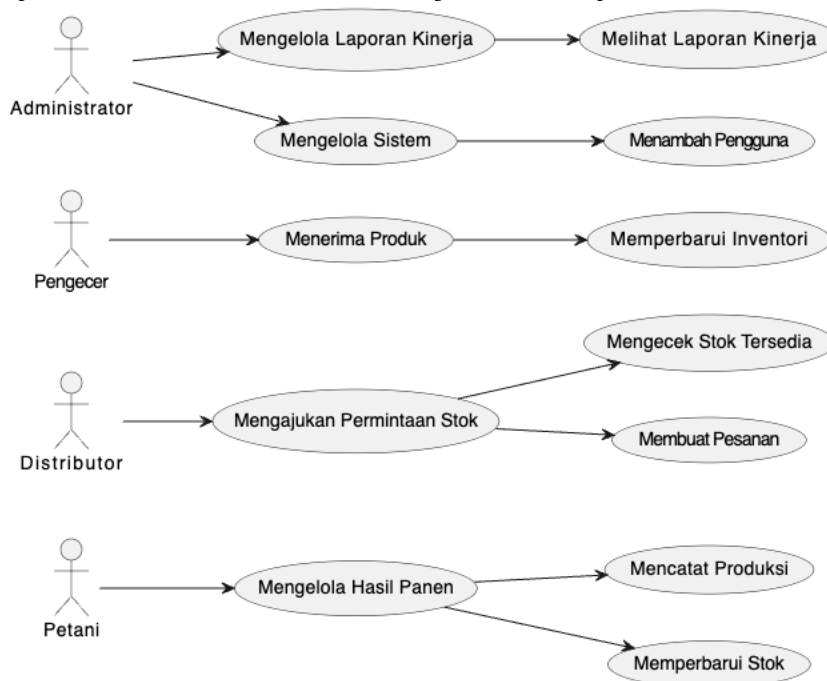 Mengelola Laporan Kinerja
Melihat Laporan Kinerja
Administrator
Mengelola Sistem
Menambah Pengguna
Menerima Produk
Memperbarui Inventori
Pengecer
Mengecek Stok Tersedia
Mengajukan Permintaan Stok
Membuat Pesanan
Distributor
Mencatat Produksi
Mengelola Hasil Panen
Petani
Memperbarui Stok